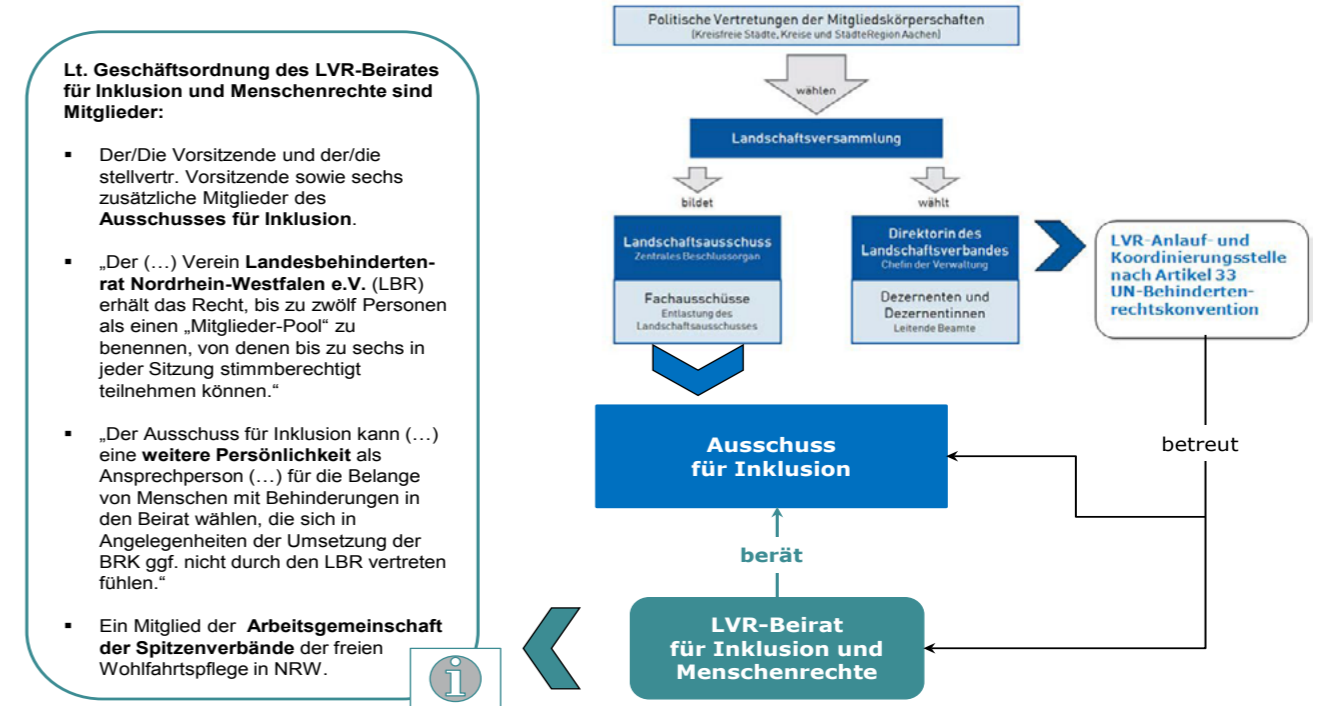 Lt. Geschäftsordnung des LVR-Beirates
für Inklusion und Menschenrechte sind
Mitglieder:
▪ Der/Die Vorsitzende und der/die
stellvertr. Vorsitzende sowie sechs
zusätzliche Mitglieder des
Ausschusses für Inklusion.
▪ „Der (…) Verein Landesbehinderten-
rat Nordrhein-Westfalen e.V. (LBR)
erhält das Recht, bis zu zwölf Personen
als einen „Mitglieder-Pool“ zu
benennen, von denen bis zu sechs in
jeder Sitzung stimmberechtigt
teilnehmen können.“
▪ „Der Ausschuss für Inklusion kann (…)
eine weitere Persönlichkeit als
Ansprechperson (…) für die Belange
von Menschen mit Behinderungen in
den Beirat wählen, die sich in
Angelegenheiten der Umsetzung der
BRK ggf. nicht durch den LBR vertreten
fühlen.“
▪ Ein Mitglied der Arbeitsgemeinschaft
der Spitzenverbände der freien
Wohlfahrtspflege in NRW.
i
Politische Vertretungen der Mitgliedskörperschaften
(Kreisfreie Städte, Kreise und StädteRegion Aachen)
wählen
Landschaftsversammlung
bildet
wählt
Landschaftsausschuss
Zentrales Beschlussorgan
Fachausschüsse
Entlastung des
Landschaftsausschusses
Direktorin des
Landschaftsverbandes
Chefin der Verwaltung
Dezernenten und
Dezernentinnen
Leitende Beamte
LVR-Anlauf- und
Koordinierungsstelle
nach Artikel 33
UN-Behinderten-
rechtskonvention
betreut
Ausschuss
für Inklusion
berät
LVR-Beirat
für Inklusion und
Menschenrechte